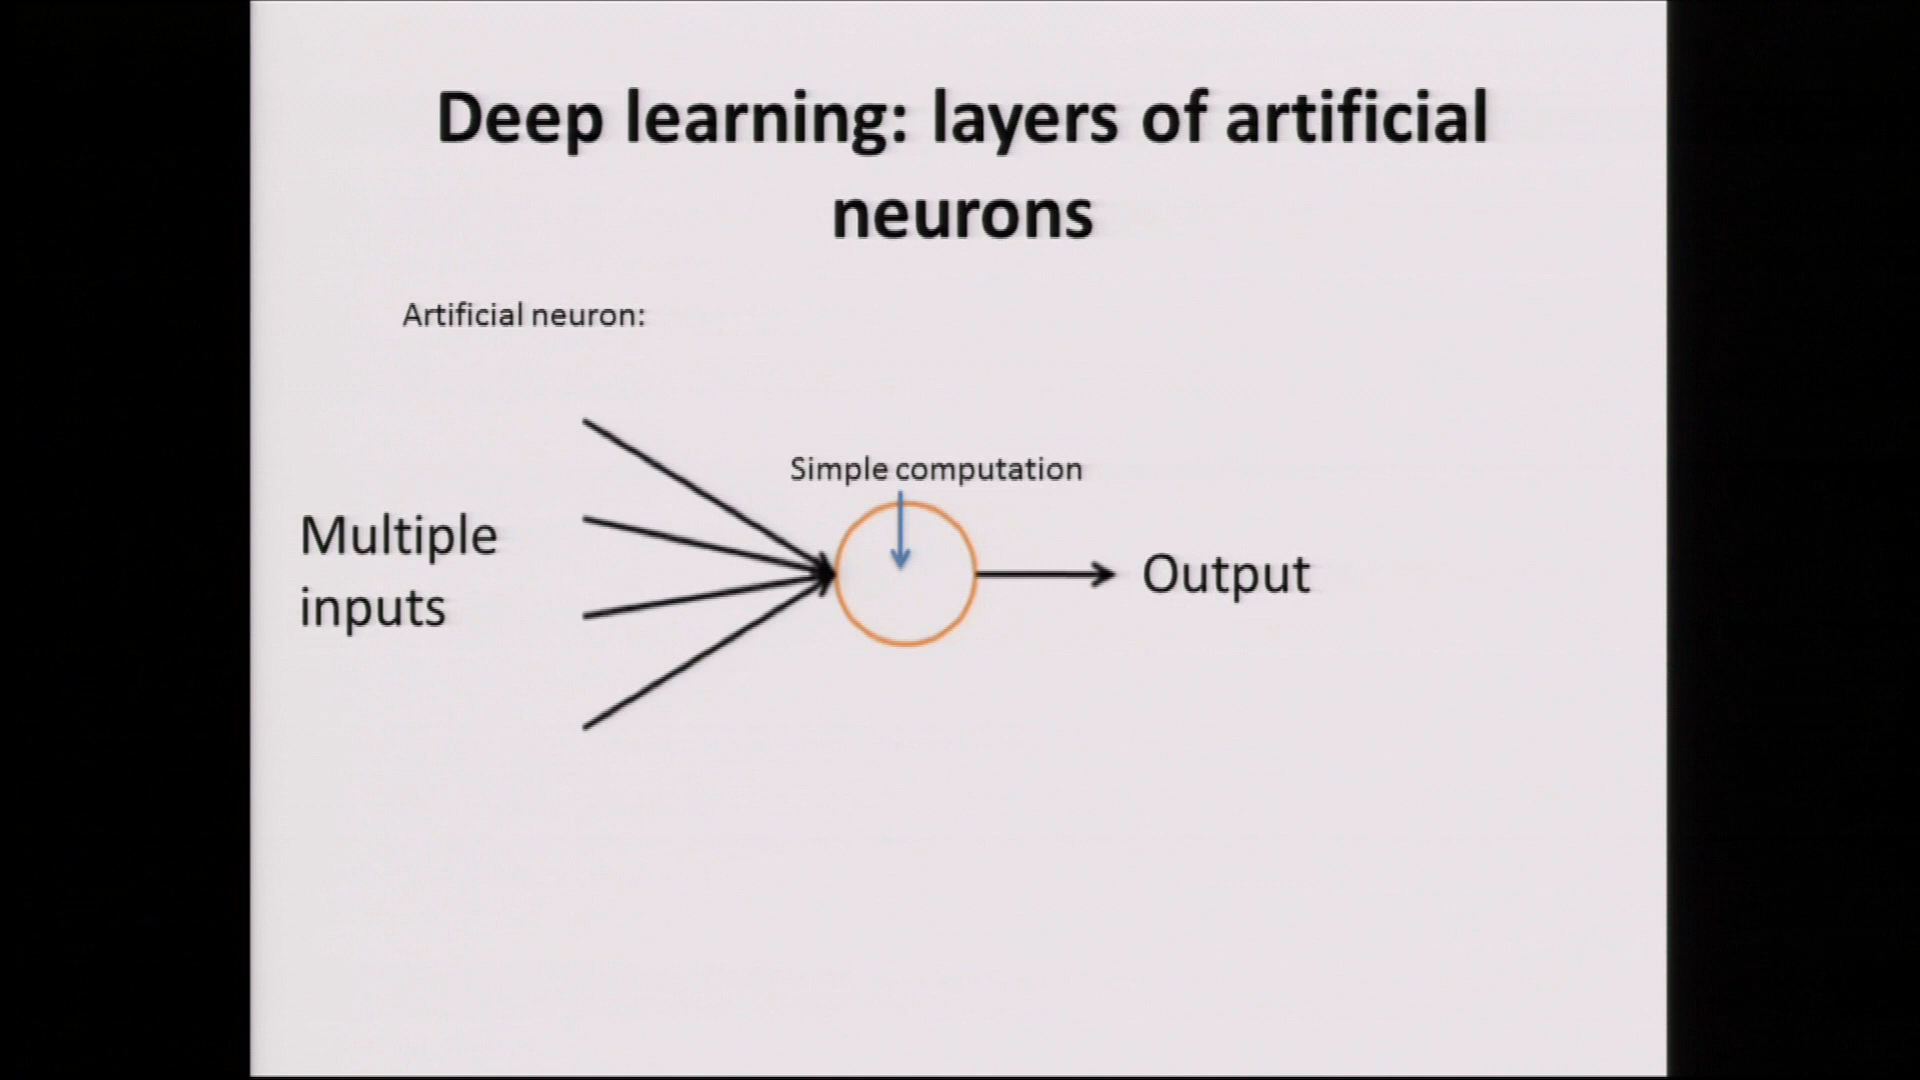 Deep learning: layers of artificial
neurons
Artificial neuron:
Simple computation
Multiple
inputs
Output